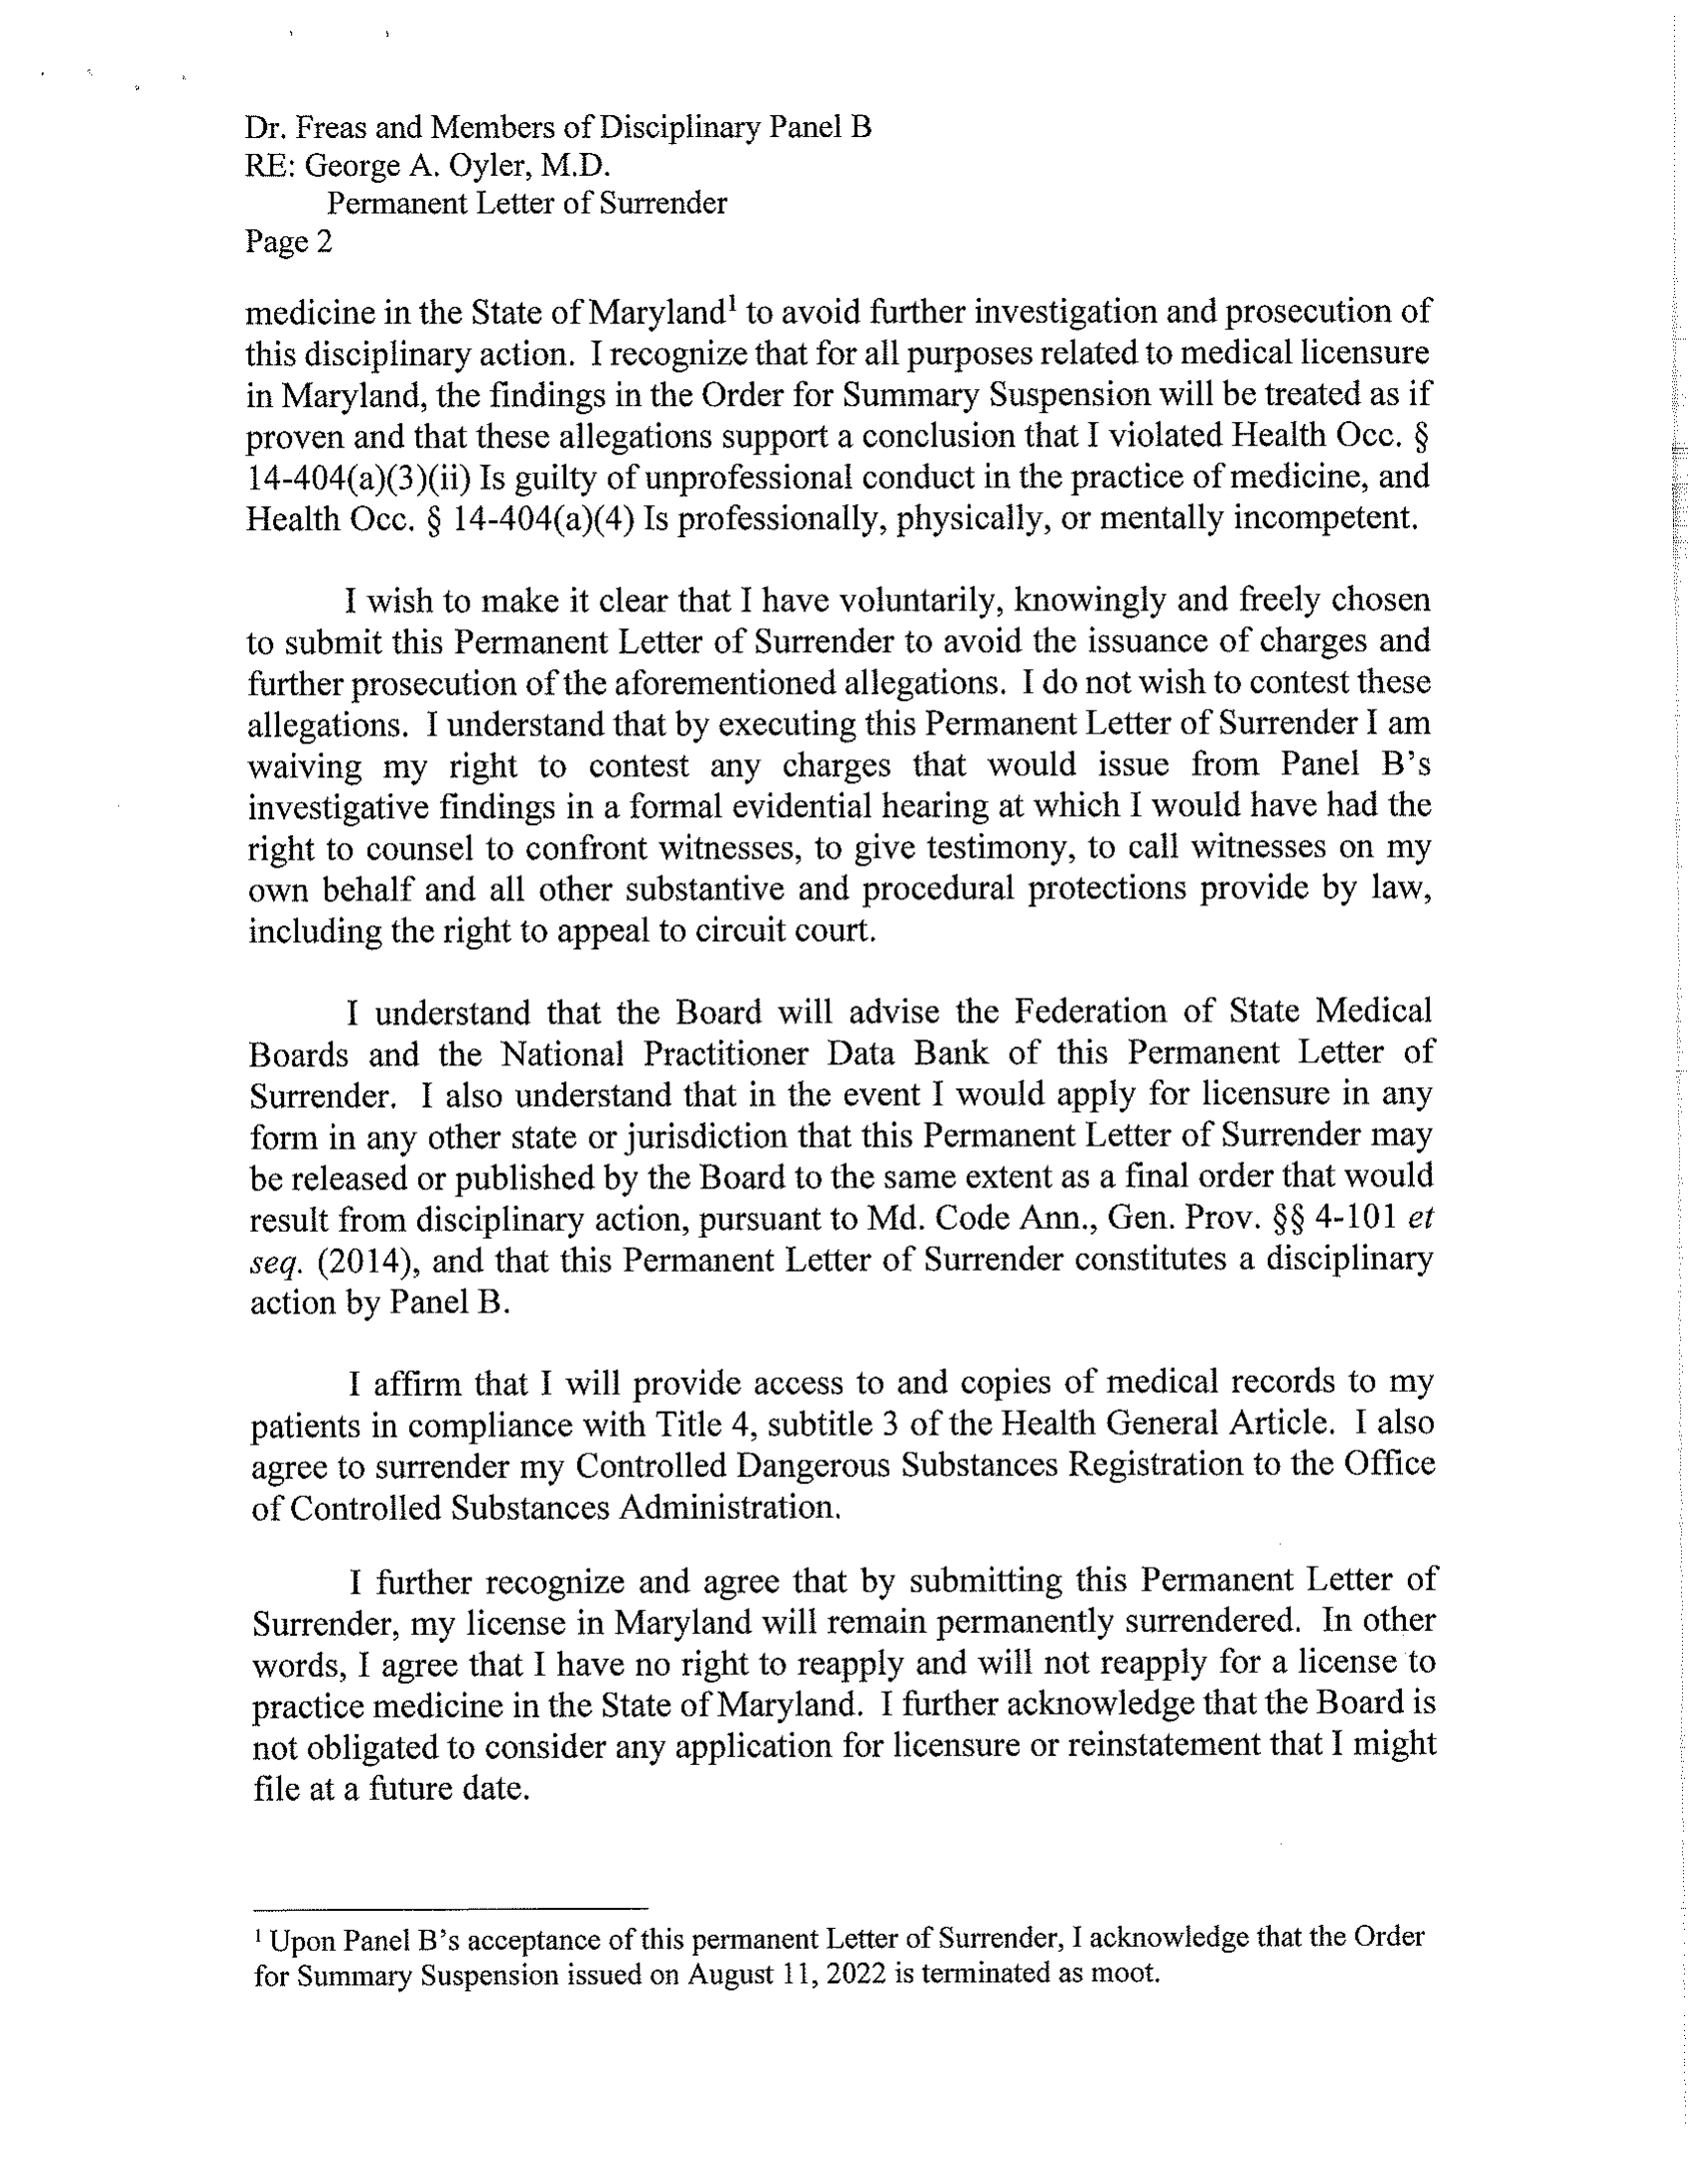 Dr. Freas and Members of Disciplinary Panel B
RE: George A. Oyler, M.D.
Permanent Letter of Surrender
Page 2
medicine in the State of Maryland¹ to avoid further investigation and prosecution of
this disciplinary action. I recognize that for all purposes related to medical licensure
in Maryland, the findings in the Order for Summary Suspension will be treated as if
proven and that these allegations support a conclusion that I violated Health Occ. §
14-404(a)(3)(ii) Is guilty of unprofessional conduct in the practice of medicine, and
Health Occ. § 14-404(a)(4) Is professionally, physically, or mentally incompetent.
I wish to make it clear that I have voluntarily, knowingly and freely chosen
to submit this Permanent Letter of Surrender to avoid the issuance of charges and
further prosecution of the aforementioned allegations. I do not wish to contest these
allegations. I understand that by executing this Permanent Letter of Surrender I am
waiving my right to contest any charges that would issue from Panel B's
investigative findings in a formal evidential hearing at which I would have had the
right to counsel to confront witnesses, to give testimony, to call witnesses on my
own behalf and all other substantive and procedural protections provide by law,
including the right to appeal to circuit court.
I understand that the Board will advise the Federation of State Medical
Boards and the National Practitioner Data Bank of this Permanent Letter of
Surrender. I also understand that in the event I would apply for licensure in any
form in any other state or jurisdiction that this Permanent Letter of Surrender may
be released or published by the Board to the same extent as a final order that would
result from disciplinary action, pursuant to Md. Code Ann., Gen. Prov. §§ 4-101 et
seq. (2014), and that this Permanent Letter of Surrender constitutes a disciplinary
action by Panel B.
I affirm that I will provide access to and copies of medical records to my
patients in compliance with Title 4, subtitle 3 of the Health General Article. I also
agree to surrender my Controlled Dangerous Substances Registration to the Office
of Controlled Substances Administration.
I further recognize and agree that by submitting this Permanent Letter of
Surrender, my license in Maryland will remain permanently surrendered. In other
words, I agree that I have no right to reapply and will not reapply for a license to
practice medicine in the State of Maryland. I further acknowledge that the Board is
not obligated to consider any application for licensure or reinstatement that I might
file at a future date.
¹ Upon Panel B's acceptance of this permanent Letter of Surrender, I acknowledge that the Order
for Summary Suspension issued on August 11, 2022 is terminated as moot.